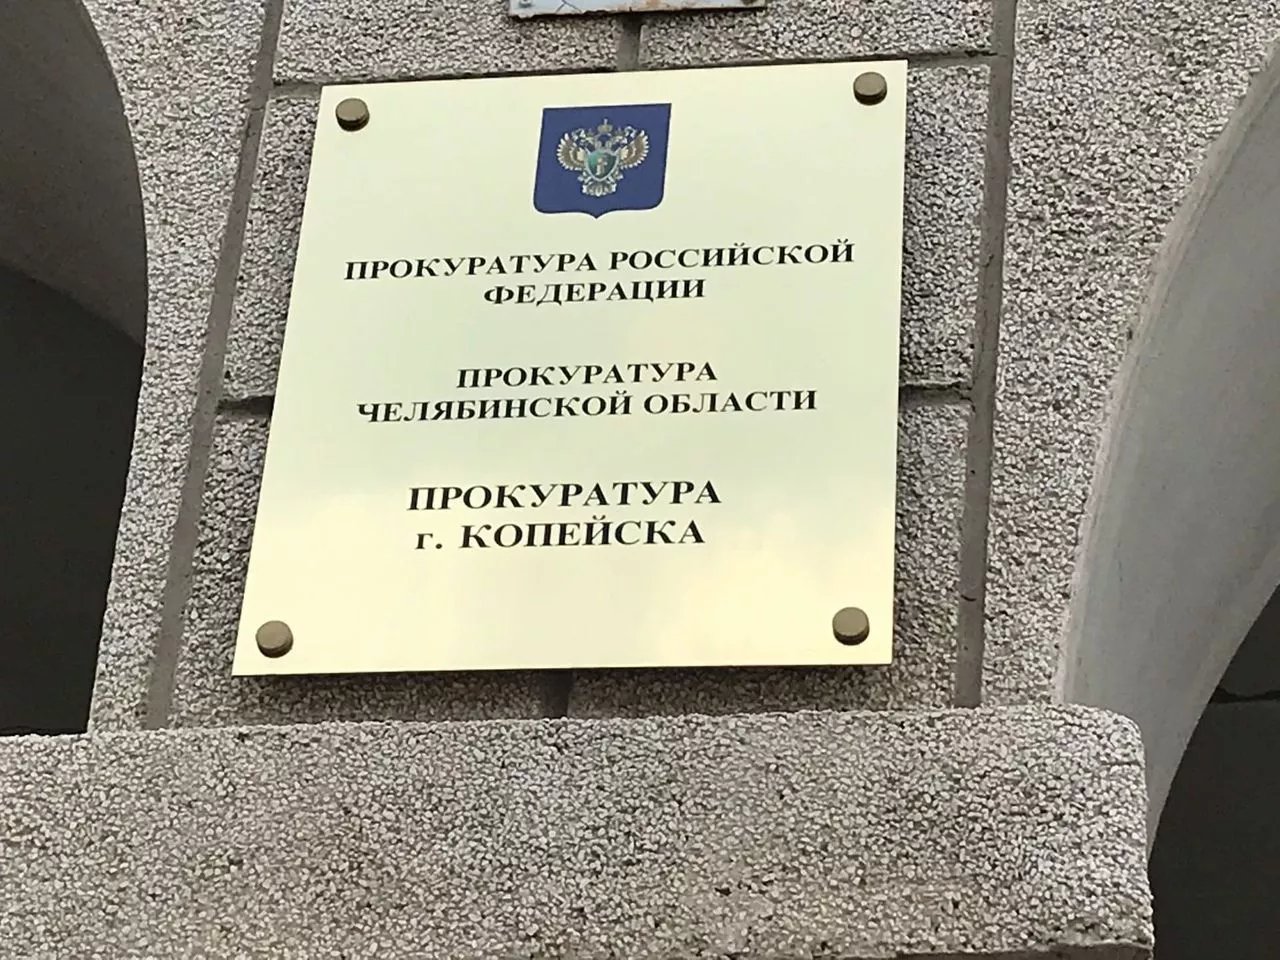 ПРОКУРАТУРА РОССИЙСКОЙ
ФЕДЕРАЦИИ
ПРОКУРАТУРА
ЧЕЛЯБИНСКОЙ ОБЛАСТИ
ПРОКУРАТУРА
г. КОПЕЙСКА